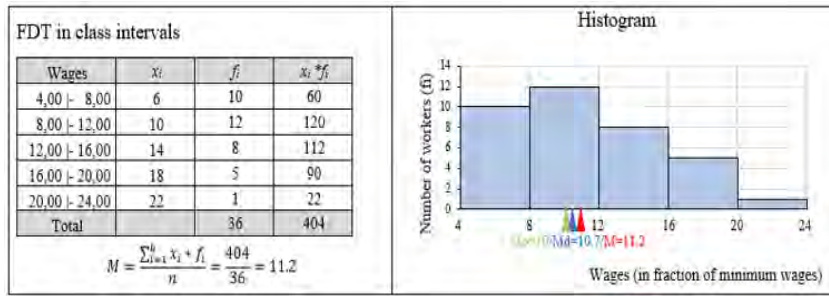 FDT in class intervals
Wages xi fi xi *fi
4,00 |- 8,00 6 10 60
8,00 |- 12,00 10 12 120
12,00 |- 16,00 14 8 112
16,00 |- 20,00 18 5 90
20,00 |- 24,00 22 1 22
Total 36 404
M = ∑ᵢ₌₁ᵏ xᵢ * fᵢ / n = 404 / 36 = 11.2
Histogram
Number of workers (fi)
14
12
10
8
6
4
2
0
4 8 12 16 20 24
Md=10.7 M=11.2
Wages (in fraction of minimum wages)